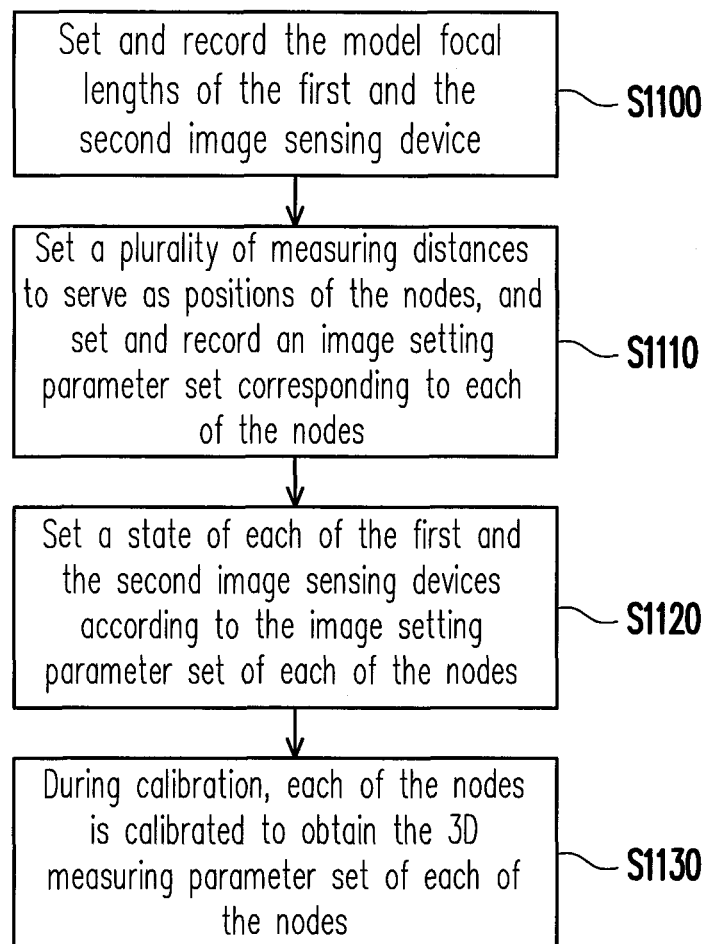 Set and record the model focal
lengths of the first and the
second image sensing device
S1100
Set a plurality of measuring distances
to serve as positions of the nodes, and
set and record an image setting
parameter set corresponding to each
of the nodes
S1110
Set a state of each of the first and
the second image sensing devices
according to the image setting
parameter set of each of the nodes
S1120
During calibration, each of the nodes
is calibrated to obtain the 3D
measuring parameter set of each of
the nodes
S1130